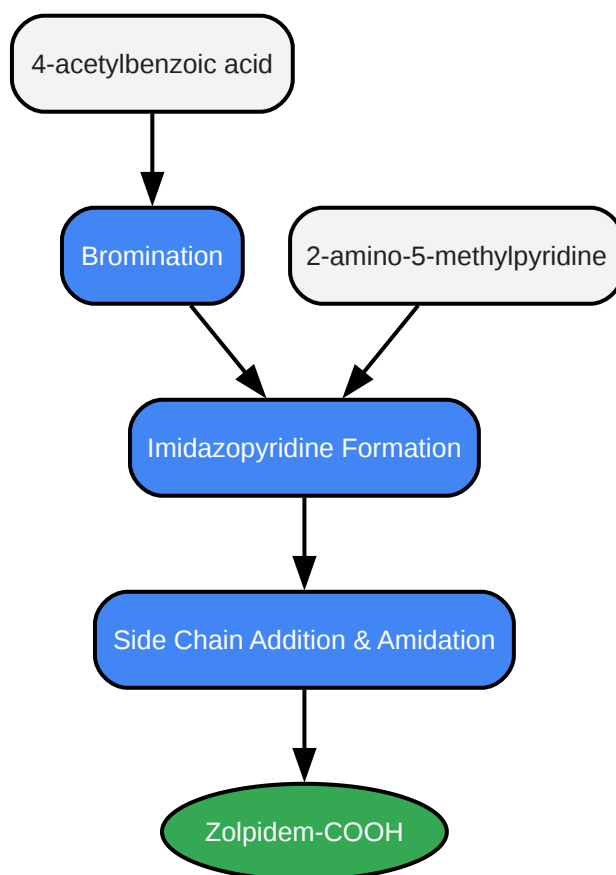 4-acetylbenzoic acid
Bromination
2-amino-5-methylpyridine
Imidazopyridine Formation
Side Chain Addition & Amidation
Zolpidem-COOH